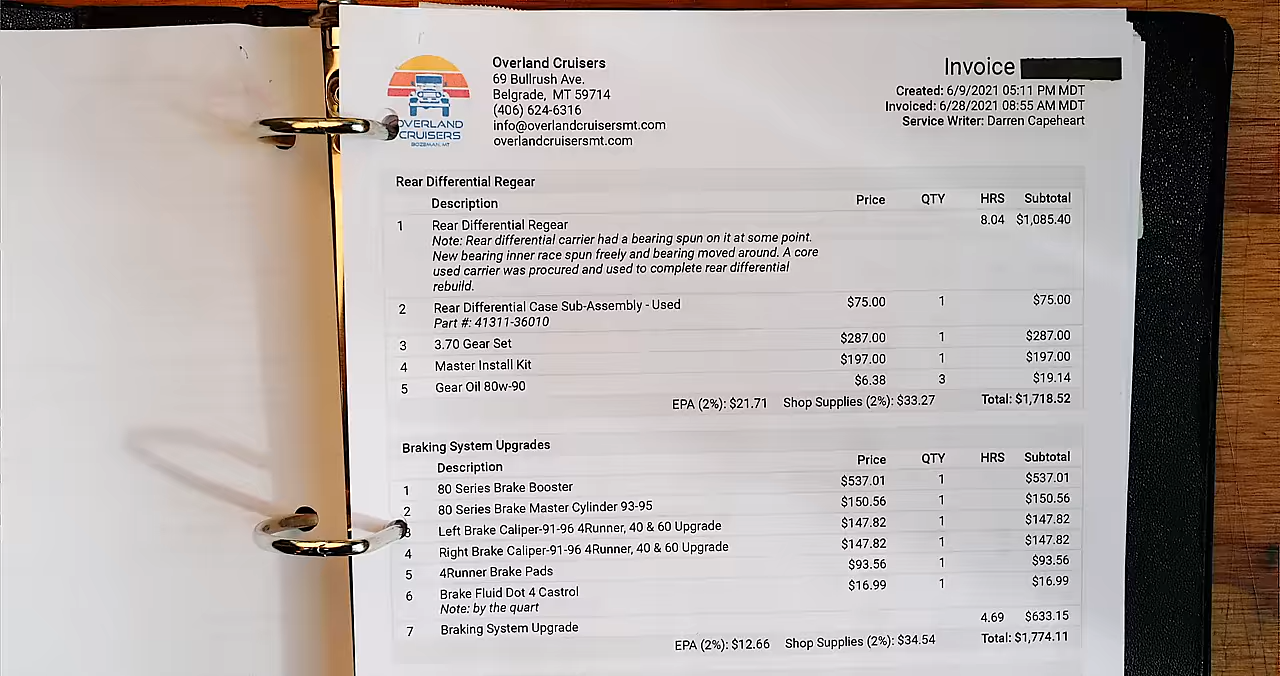 OVERLAND
CRUISERS
BOZEMAN, MT
Overland Cruisers
69 Bullrush Ave.
Belgrade, MT 59714
(406) 624-6316
info@overlandcruisersmt.com
overlandcruisersmt.com
Invoice
Created: 6/9/2021 05:11 PM MDT
Invoiced: 6/28/2021 08:55 AM MDT
Service Writer: Darren Capeheart
Rear Differential Regear
Description Price QTY HRS Subtotal
1 Rear Differential Regear 8.04 $1,085.40
Note: Rear differential carrier had a bearing spun on it at some point.
New bearing inner race spun freely and bearing moved around. A core
used carrier was procured and used to complete rear differential
rebuild.
2 Rear Differential Case Sub-Assembly - Used $75.00 1 $75.00
Part #: 41311-36010
3 3.70 Gear Set $287.00 1 $287.00
4 Master Install Kit $197.00 1 $197.00
5 Gear Oil 80w-90 $6.38 3 $19.14
EPA (2%): $21.71 Shop Supplies (2%): $33.27 Total: $1,718.52
Braking System Upgrades
Description Price QTY HRS Subtotal
1 80 Series Brake Booster $537.01 1 $537.01
2 80 Series Brake Master Cylinder 93-95 $150.56 1 $150.56
3 Left Brake Caliper-91-96 4Runner, 40 & 60 Upgrade $147.82 1 $147.82
4 Right Brake Caliper-91-96 4Runner, 40 & 60 Upgrade $147.82 1 $147.82
5 4Runner Brake Pads $93.56 1 $93.56
6 Brake Fluid Dot 4 Castrol $16.99 1 $16.99
Note: by the quart
7 Braking System Upgrade 4.69 $633.15
EPA (2%): $12.66 Shop Supplies (2%): $34.54 Total: $1,774.11